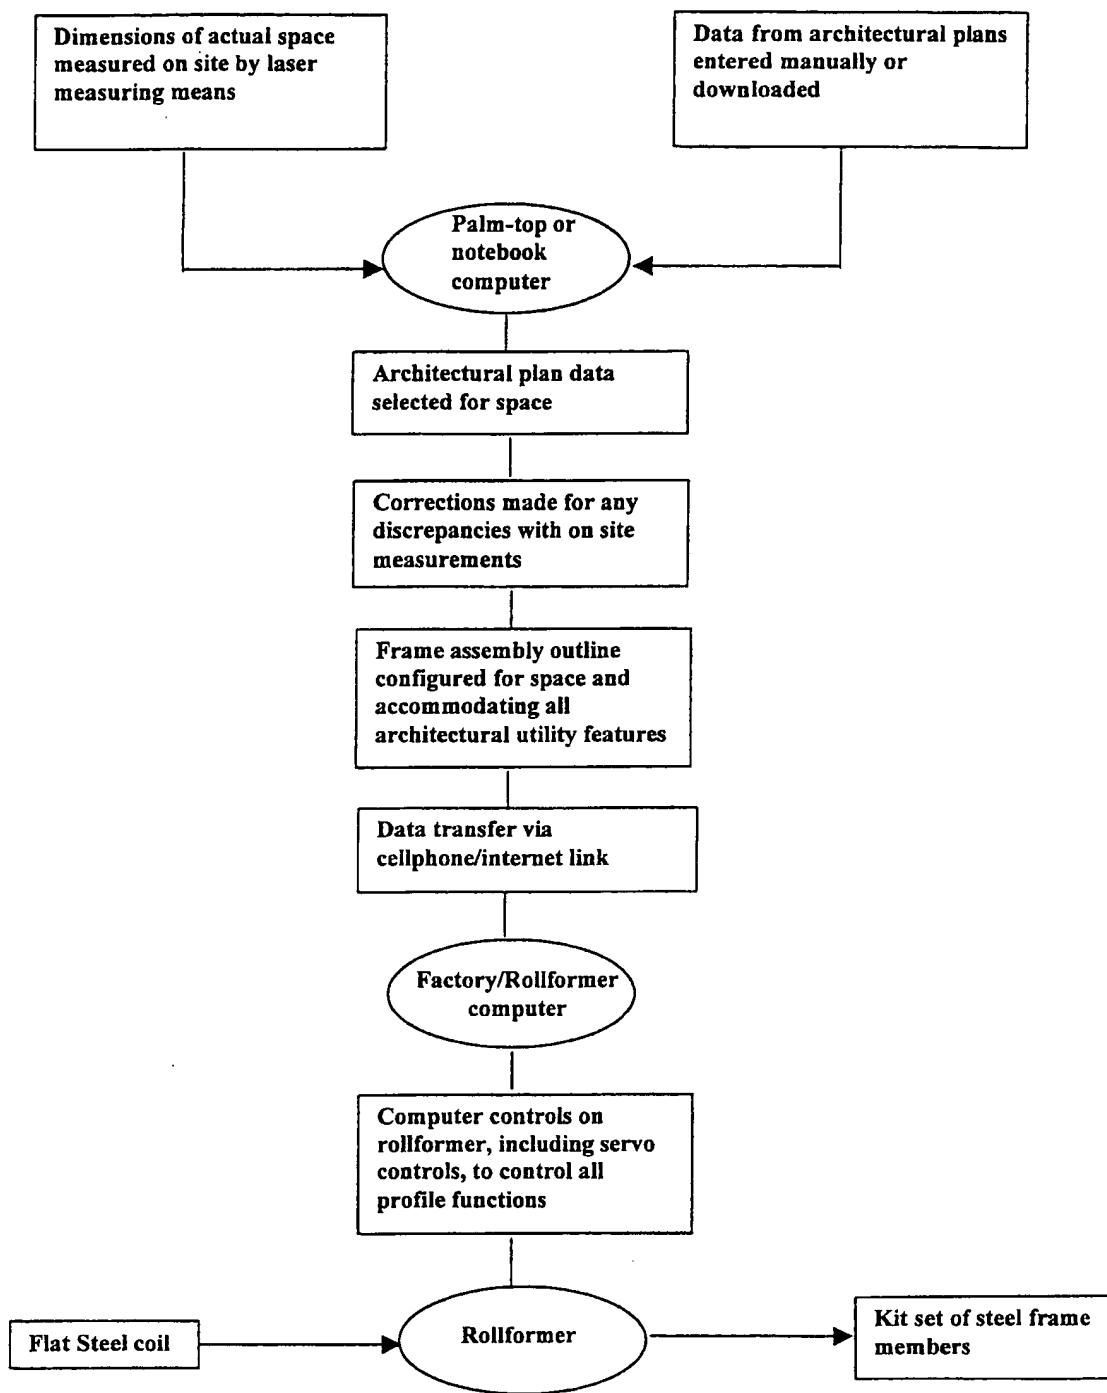 Dimensions of actual space
measured on site by laser
measuring means
Data from architectural plans
entered manually or
downloaded
Palm-top or
notebook
computer
Architectural plan data
selected for space
Corrections made for any
discrepancies with on site
measurements
Frame assembly outline
configured for space and
accommodating all
architectural utility features
Data transfer via
cellphone/internet link
Factory/Rollformer
computer
Computer controls on
rollformer, including servo
controls, to control all
profile functions
Flat Steel coil
Rollformer
Kit set of steel frame
members